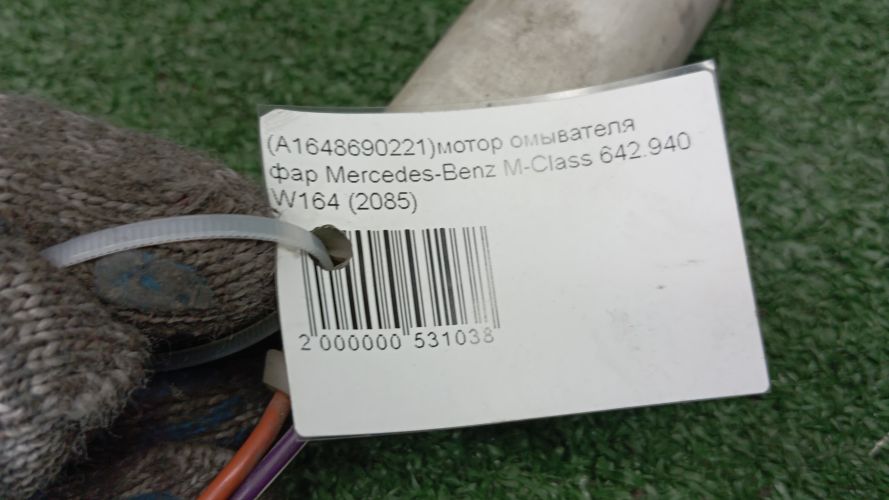 (A1648690221)мотор омывателя
фар Mercedes-Benz M-Class 642.940
W164 (2085)
2 000000 531038